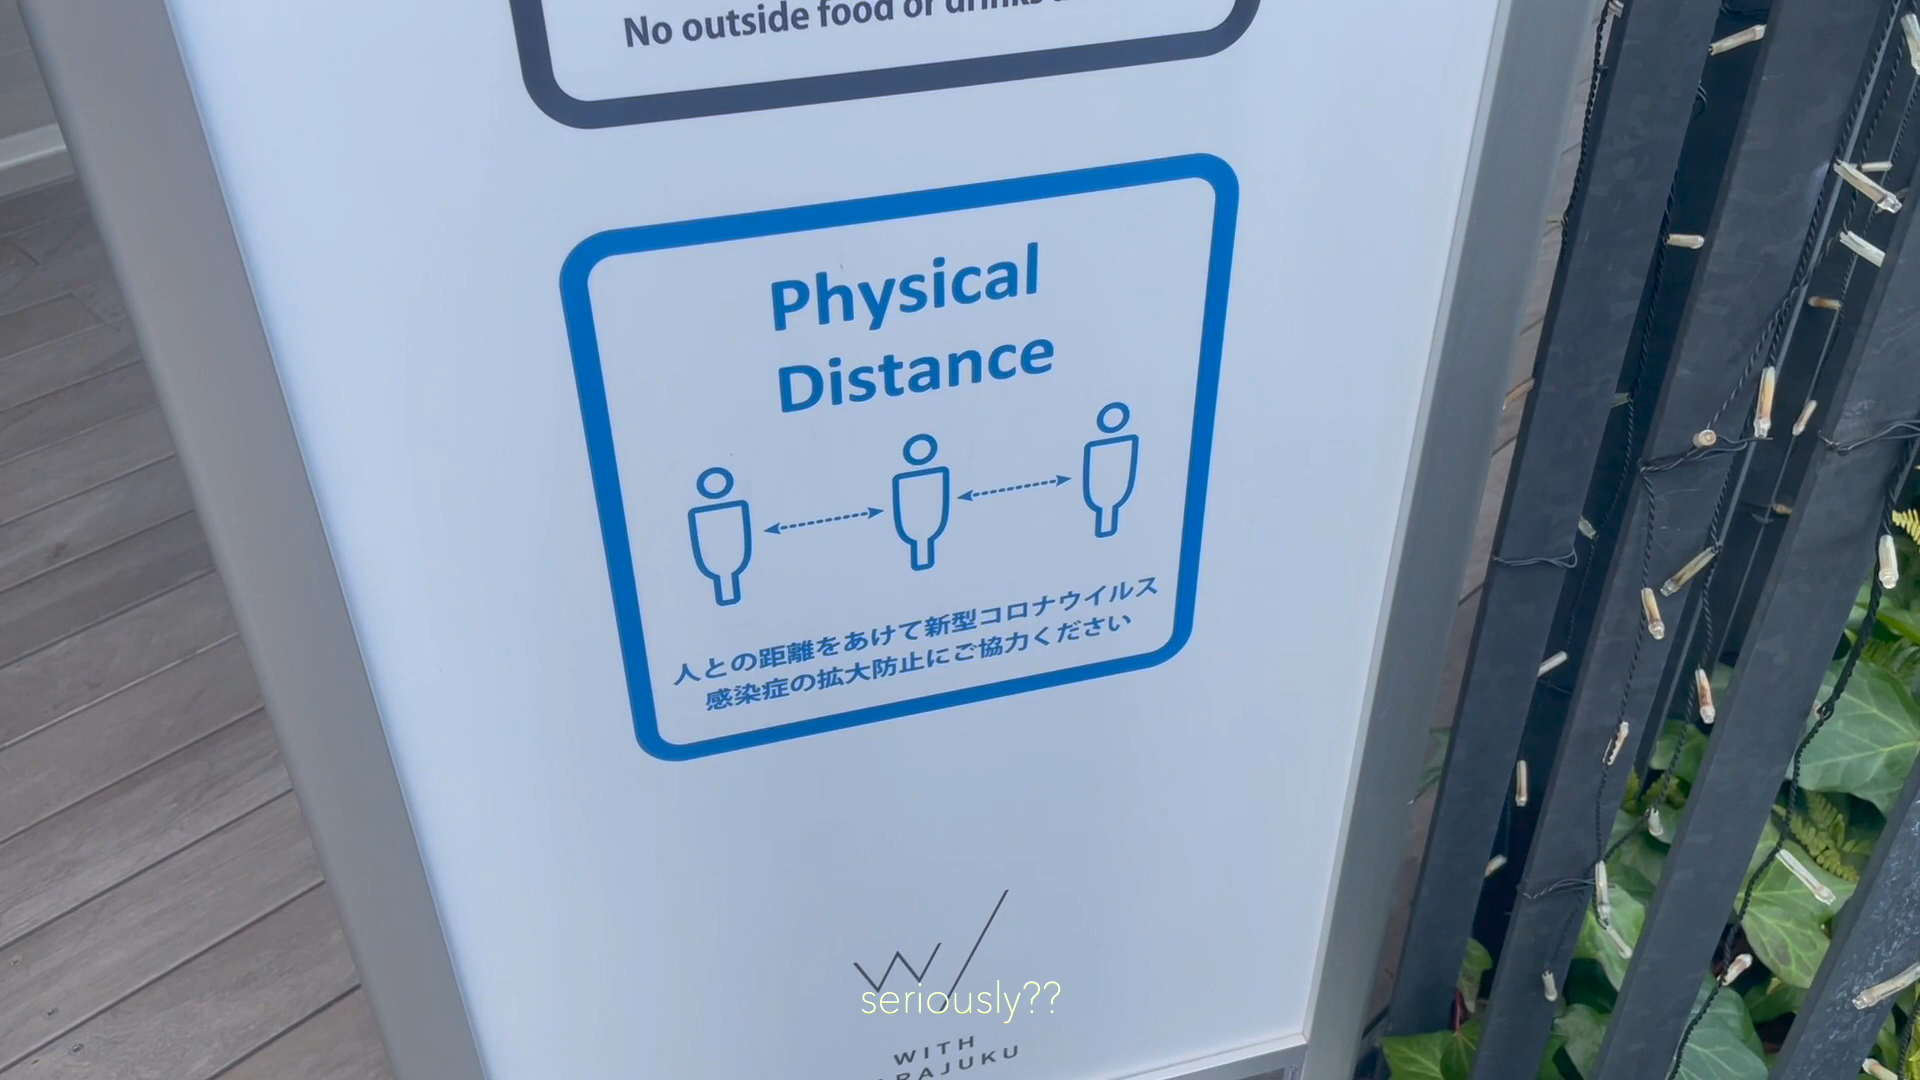 No outside food or drinks
Physical
Distance
人との距離をあけて新型コロナウイルス
感染症の拡大防止にご協力ください
W/
seriously??
WITH
RAJUKU